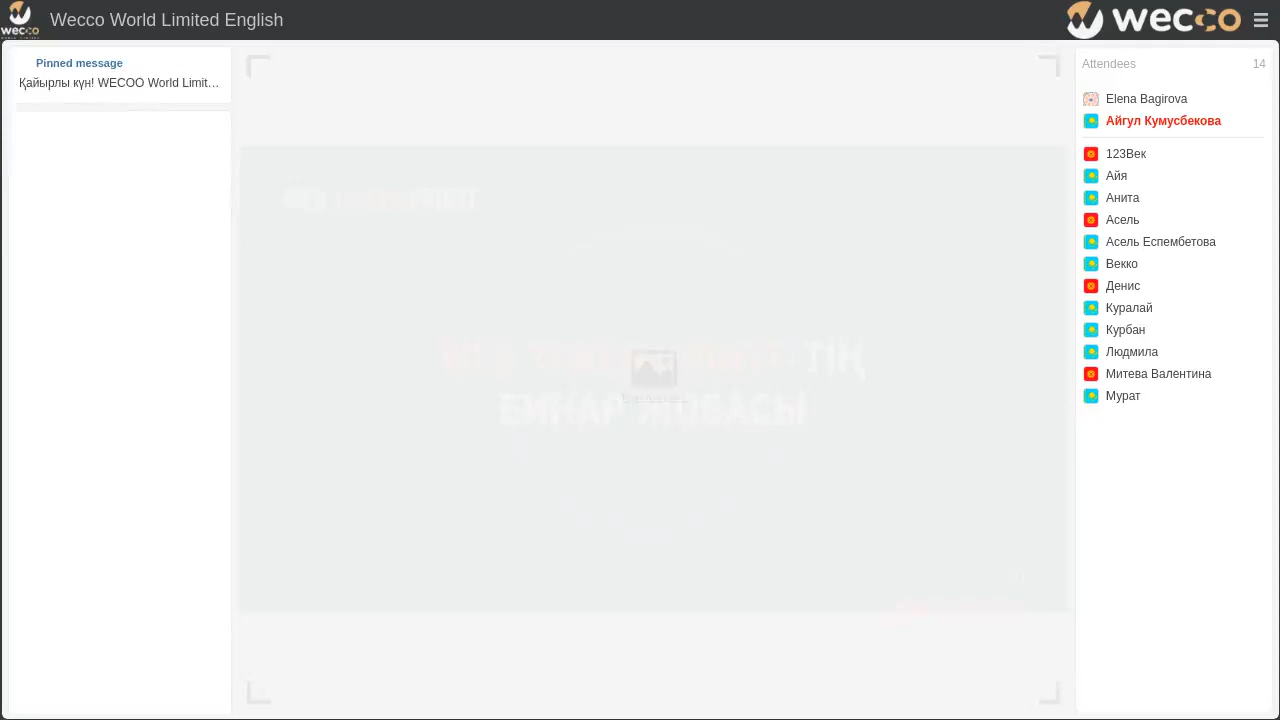 wecco
Wecco World Limited English
wecco
Pinned message
Қайырлы күн! WECOO World Limit…
Attendees 14
Elena Bagirova
Айгул Кумусбекова
123Век
Айя
Анита
Асель
Асель Еспембетова
Векко
Денис
Куралай
Курбан
Людмила
Митева Валентина
Мурат